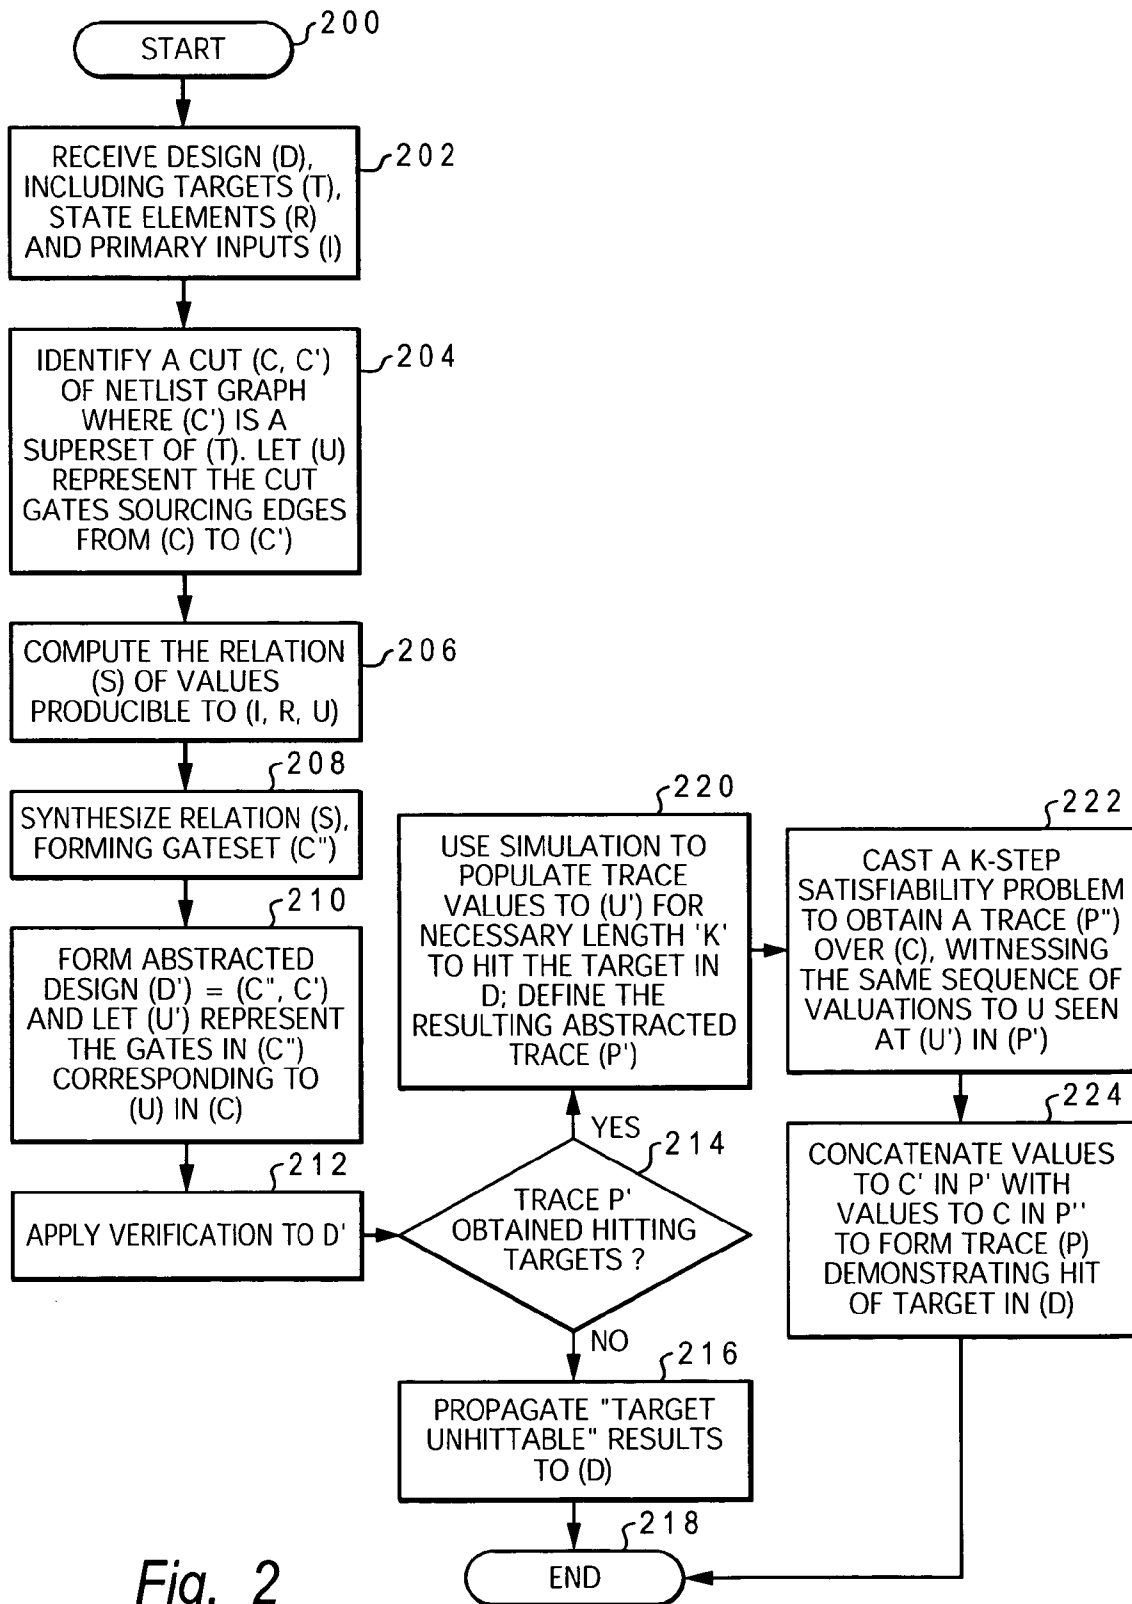 200
START
202
RECEIVE DESIGN (D),
INCLUDING TARGETS (T),
STATE ELEMENTS (R)
AND PRIMARY INPUTS (I)
204
IDENTIFY A CUT (C, C')
OF NETLIST GRAPH
WHERE (C') IS A
SUPERSET OF (T). LET (U)
REPRESENT THE CUT
GATES SOURCING EDGES
FROM (C) TO (C')
206
COMPUTE THE RELATION
(S) OF VALUES
PRODUCIBLE TO (I, R, U)
208
SYNTHESIZE RELATION (S),
FORMING GATESET (C")
210
FORM ABSTRACTED
DESIGN (D') = (C", C')
AND LET (U') REPRESENT
THE GATES IN (C")
CORRESPONDING TO
(U) IN (C)
212
APPLY VERIFICATION TO D'
214
TRACE P'
OBTAINED HITTING
TARGETS ?
YES
NO
220
USE SIMULATION TO
POPULATE TRACE
VALUES TO (U') FOR
NECESSARY LENGTH 'K'
TO HIT THE TARGET IN
D; DEFINE THE
RESULTING ABSTRACTED
TRACE (P')
222
CAST A K-STEP
SATISFIABILITY PROBLEM
TO OBTAIN A TRACE (P")
OVER (C), WITNESSING
THE SAME SEQUENCE OF
VALUATIONS TO U SEEN
AT (U') IN (P')
224
CONCATENATE VALUES
TO C' IN P' WITH
VALUES TO C IN P''
TO FORM TRACE (P)
DEMONSTRATING HIT
OF TARGET IN (D)
216
PROPAGATE "TARGET
UNHITTABLE" RESULTS
TO (D)
218
END
Fig. 2